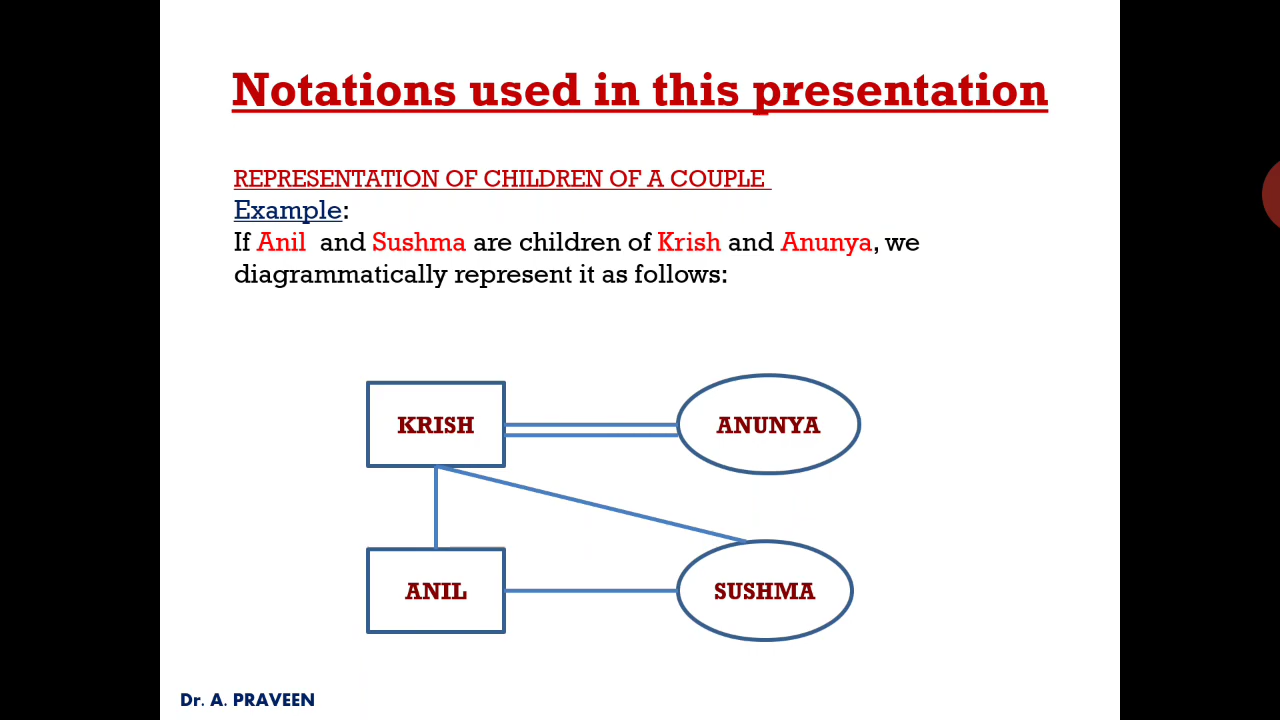 Notations used in this presentation
REPRESENTATION OF CHILDREN OF A COUPLE
Example:
If Anil and Sushma are children of Krish and Anunya, we
diagrammatically represent it as follows:
KRISH
ANUNYA
ANIL
SUSHMA
Dr. A. PRAVEEN